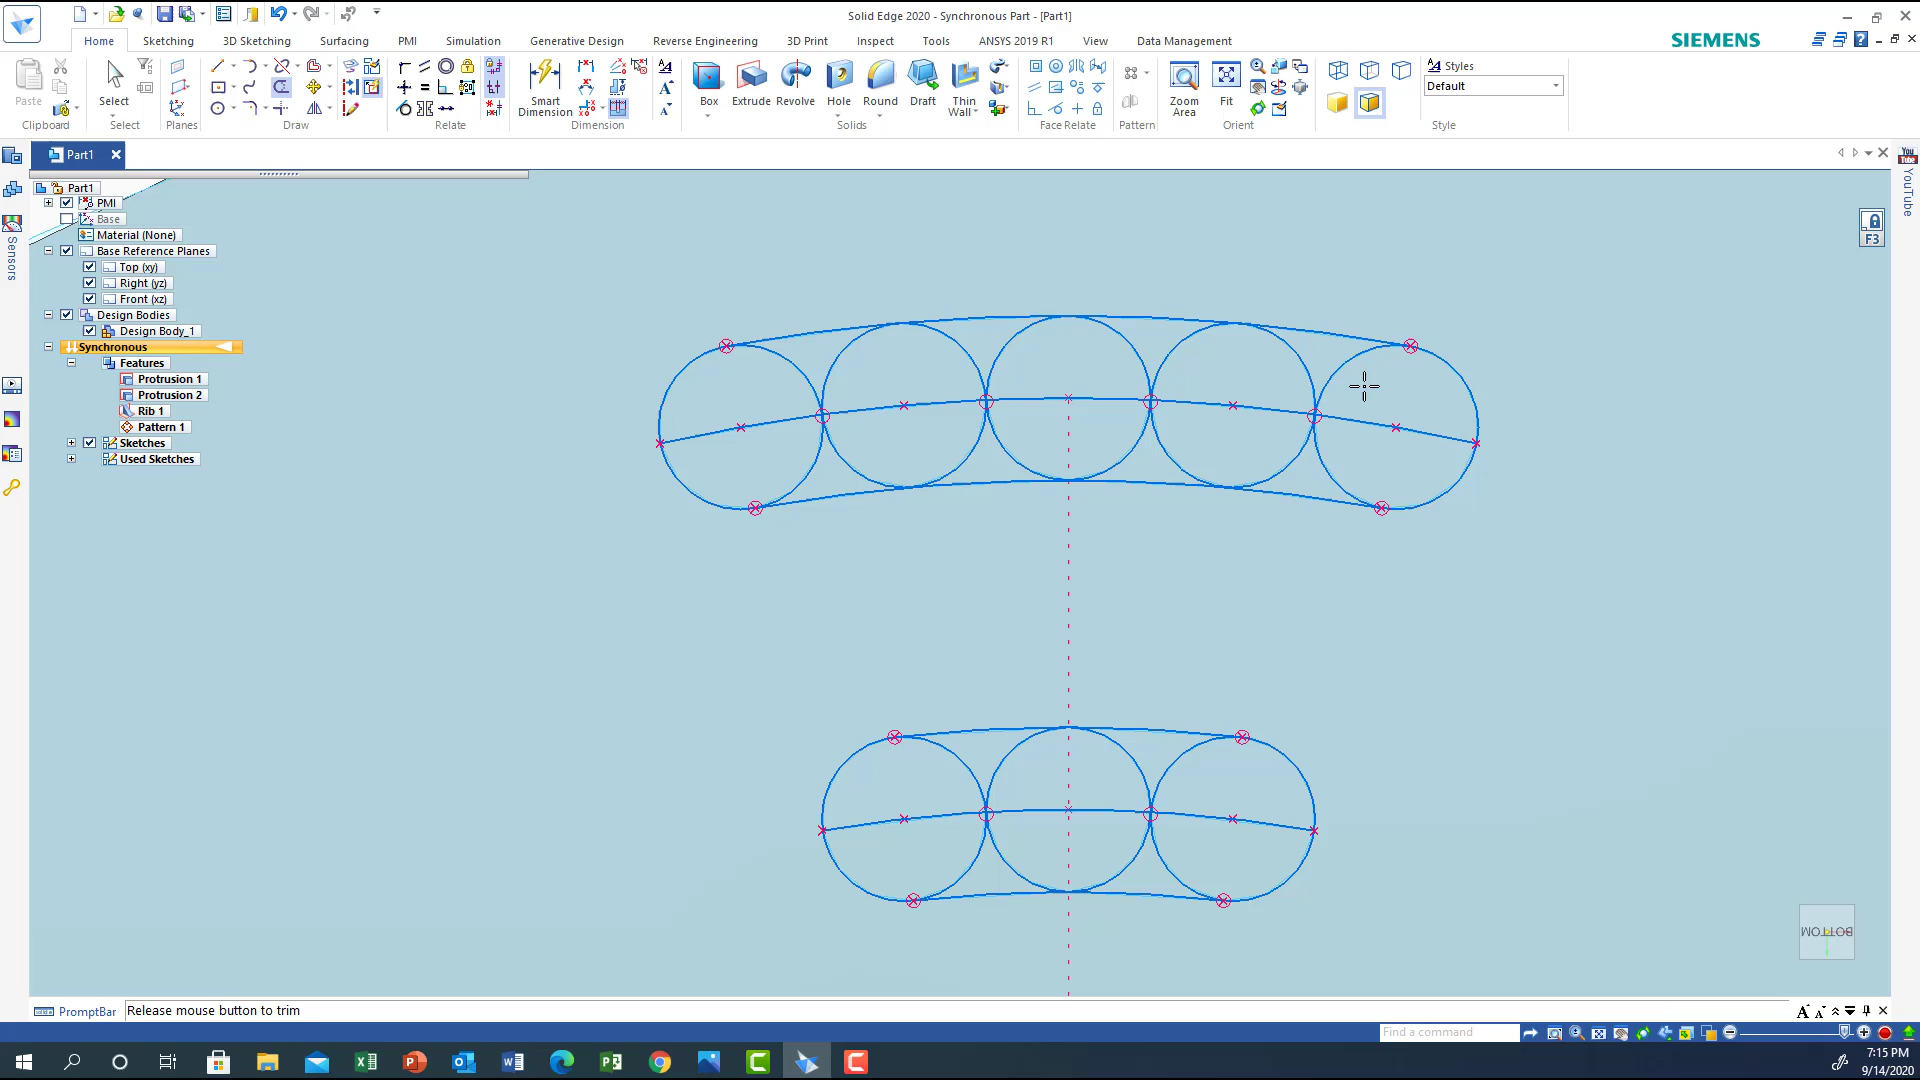 Solid Edge 2020 - Synchronous Part - [Part1]
Home Sketching 3D Sketching Surfacing PMI Simulation Generative Design Reverse Engineering 3D Print Inspect Tools ANSYS 2019 R1 View Data Management
SIEMENS
Paste Select Smart Dimension Box Extrude Revolve Hole Round Draft Thin Wall Zoom Area Fit Styles
Default
Clipboard Select Planes Draw Relate Dimension Solids Face Relate Pattern Orient Style
Part1
YouTube
You Tube
F3
Sensors
Part1
PMI
Base
Material (None)
Base Reference Planes
Top (xy)
Right (yz)
Front (xz)
Design Bodies
Design Body_1
Synchronous
Features
Protrusion 1
Protrusion 2
Rib 1
Pattern 1
Sketches
Used Sketches
BOTTOM
PromptBar Release mouse button to trim
Find a command
7:15 PM
9/14/2020